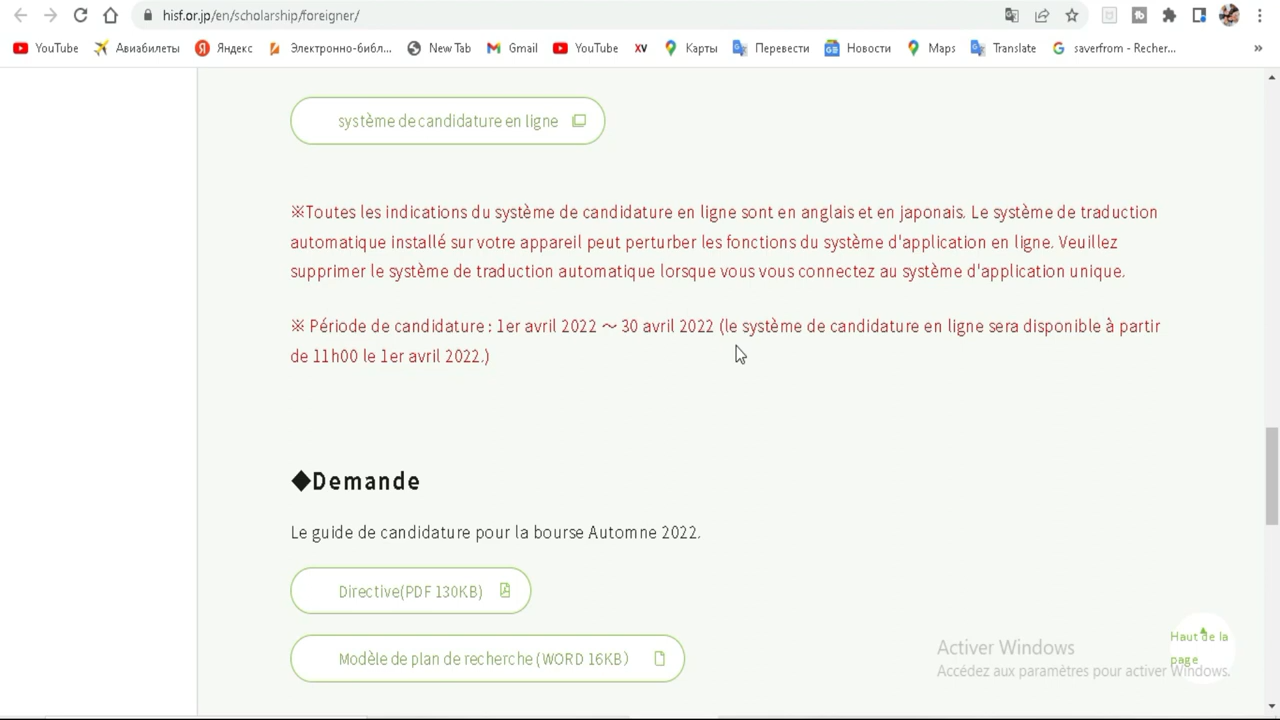 hisf.or.jp/en/scholarship/foreigner/
YouTube Авиабилеты Яндекс Электронно-библ... New Tab Gmail YouTube XV Карты Перевести Новости Maps Translate saverfrom - Recher... »
système de candidature en ligne
※Toutes les indications du système de candidature en ligne sont en anglais et en japonais. Le système de traduction
automatique installé sur votre appareil peut perturber les fonctions du système d'application en ligne. Veuillez
supprimer le système de traduction automatique lorsque vous vous connectez au système d'application unique.
※ Période de candidature : 1er avril 2022 ～ 30 avril 2022 (le système de candidature en ligne sera disponible à partir
de 11h00 le 1er avril 2022.)
◆Demande
Le guide de candidature pour la bourse Automne 2022.
Directive(PDF 130KB)
Modèle de plan de recherche (WORD 16KB）
Haut de la
page
Activer Windows
Accédez aux paramètres pour activer Windows.